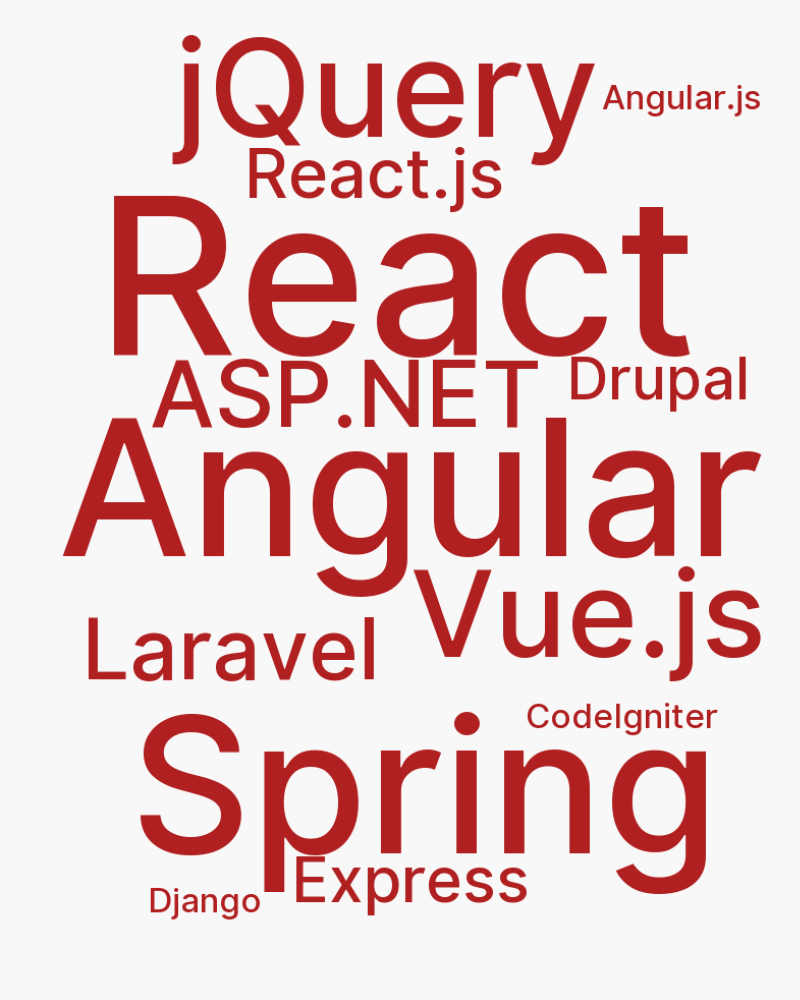 jQuery
Angular.js
React.js
React
ASP.NET
Drupal
Angular
Vue.js
Laravel
CodeIgniter
Spring
Express
Django